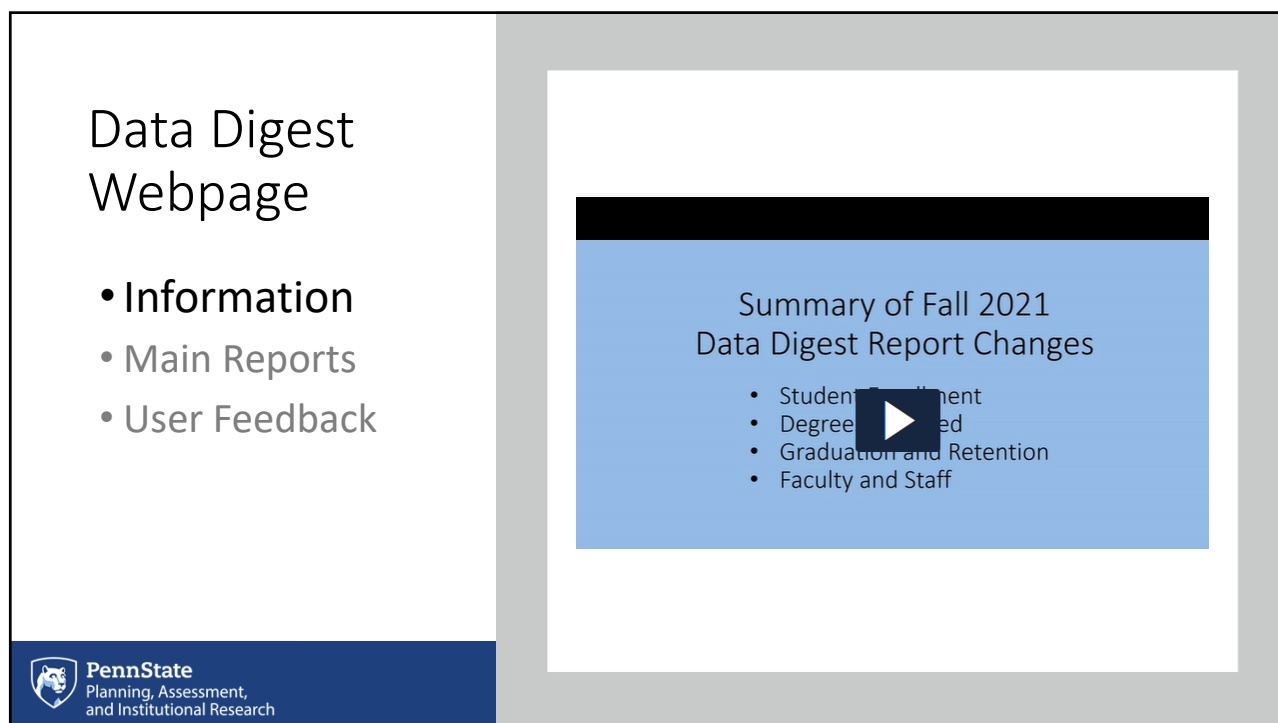 Data Digest
Webpage
• Information
• Main Reports
• User Feedback
PennState
Planning, Assessment,
and Institutional Research
Summary of Fall 2021
Data Digest Report Changes
• Student
• Degree
• Graduation and Retention
• Faculty and Staff